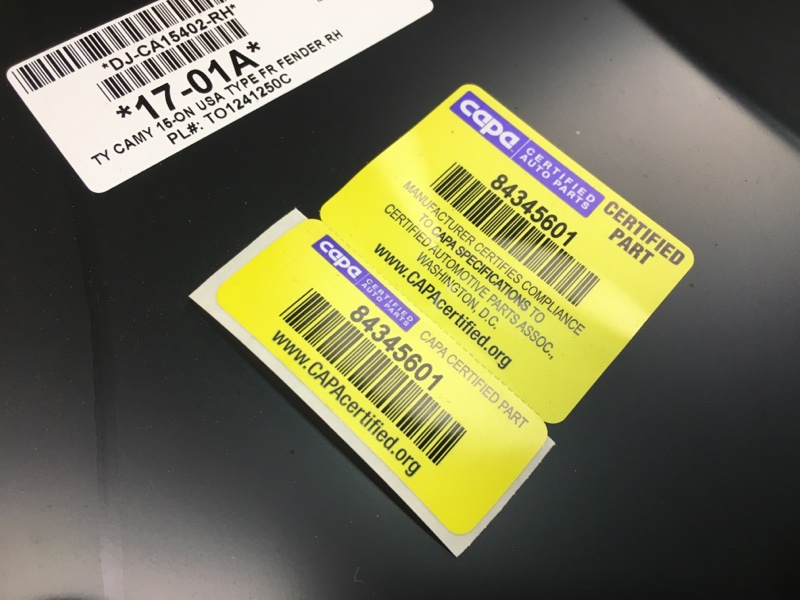 *DJ-CA15402-RH*
*17-01A*
TY CAMY 15-ON USA TYPE FR FENDER RH
PL#: TO1241250C
capa CERTIFIED
AUTO PARTS
CERTIFIED
PART
84345601
MANUFACTURER CERTIFIES COMPLIANCE
TO CAPA SPECIFICATIONS TO
CERTIFIED AUTOMOTIVE PARTS ASSOC.,
WASHINGTON, D.C.
www.CAPAcertified.org
capa CERTIFIED
AUTO PARTS
CAPA CERTIFIED PART
84345601
www.CAPAcertified.org